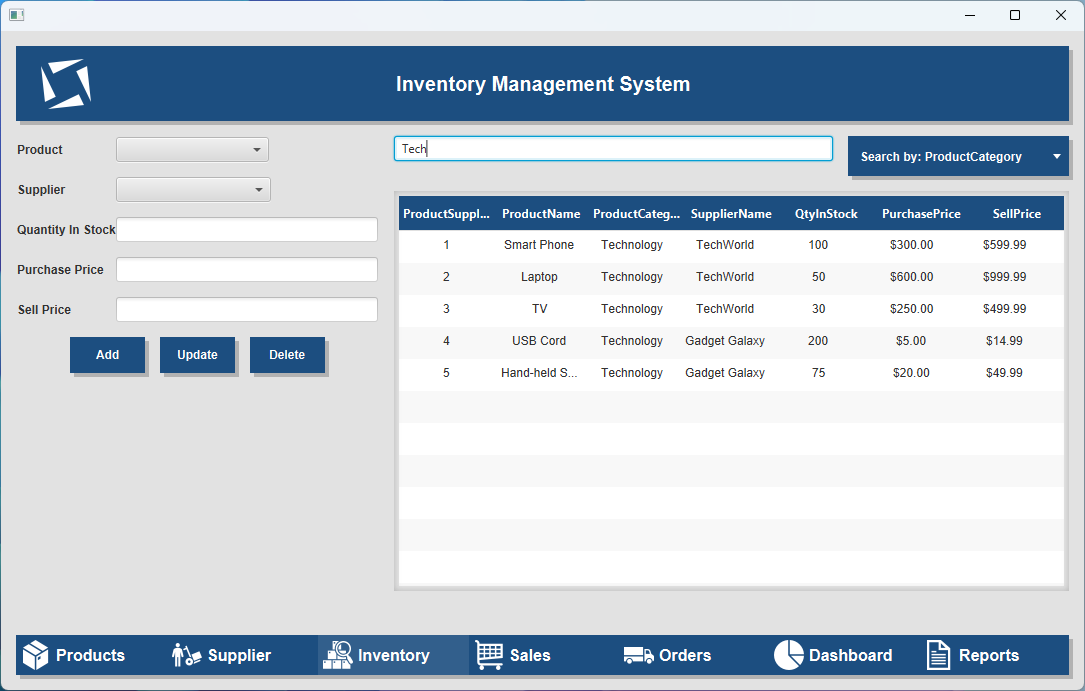 Inventory Management System
Product
Supplier
Quantity In Stock
Purchase Price
Sell Price
Add Update Delete
Tech
Search by: ProductCategory
ProductSuppl... ProductName ProductCateg... SupplierName QtyInStock PurchasePrice SellPrice
1 Smart Phone Technology TechWorld 100 $300.00 $599.99
2 Laptop Technology TechWorld 50 $600.00 $999.99
3 TV Technology TechWorld 30 $250.00 $499.99
4 USB Cord Technology Gadget Galaxy 200 $5.00 $14.99
5 Hand-held S... Technology Gadget Galaxy 75 $20.00 $49.99
Products Supplier Inventory Sales Orders Dashboard Reports